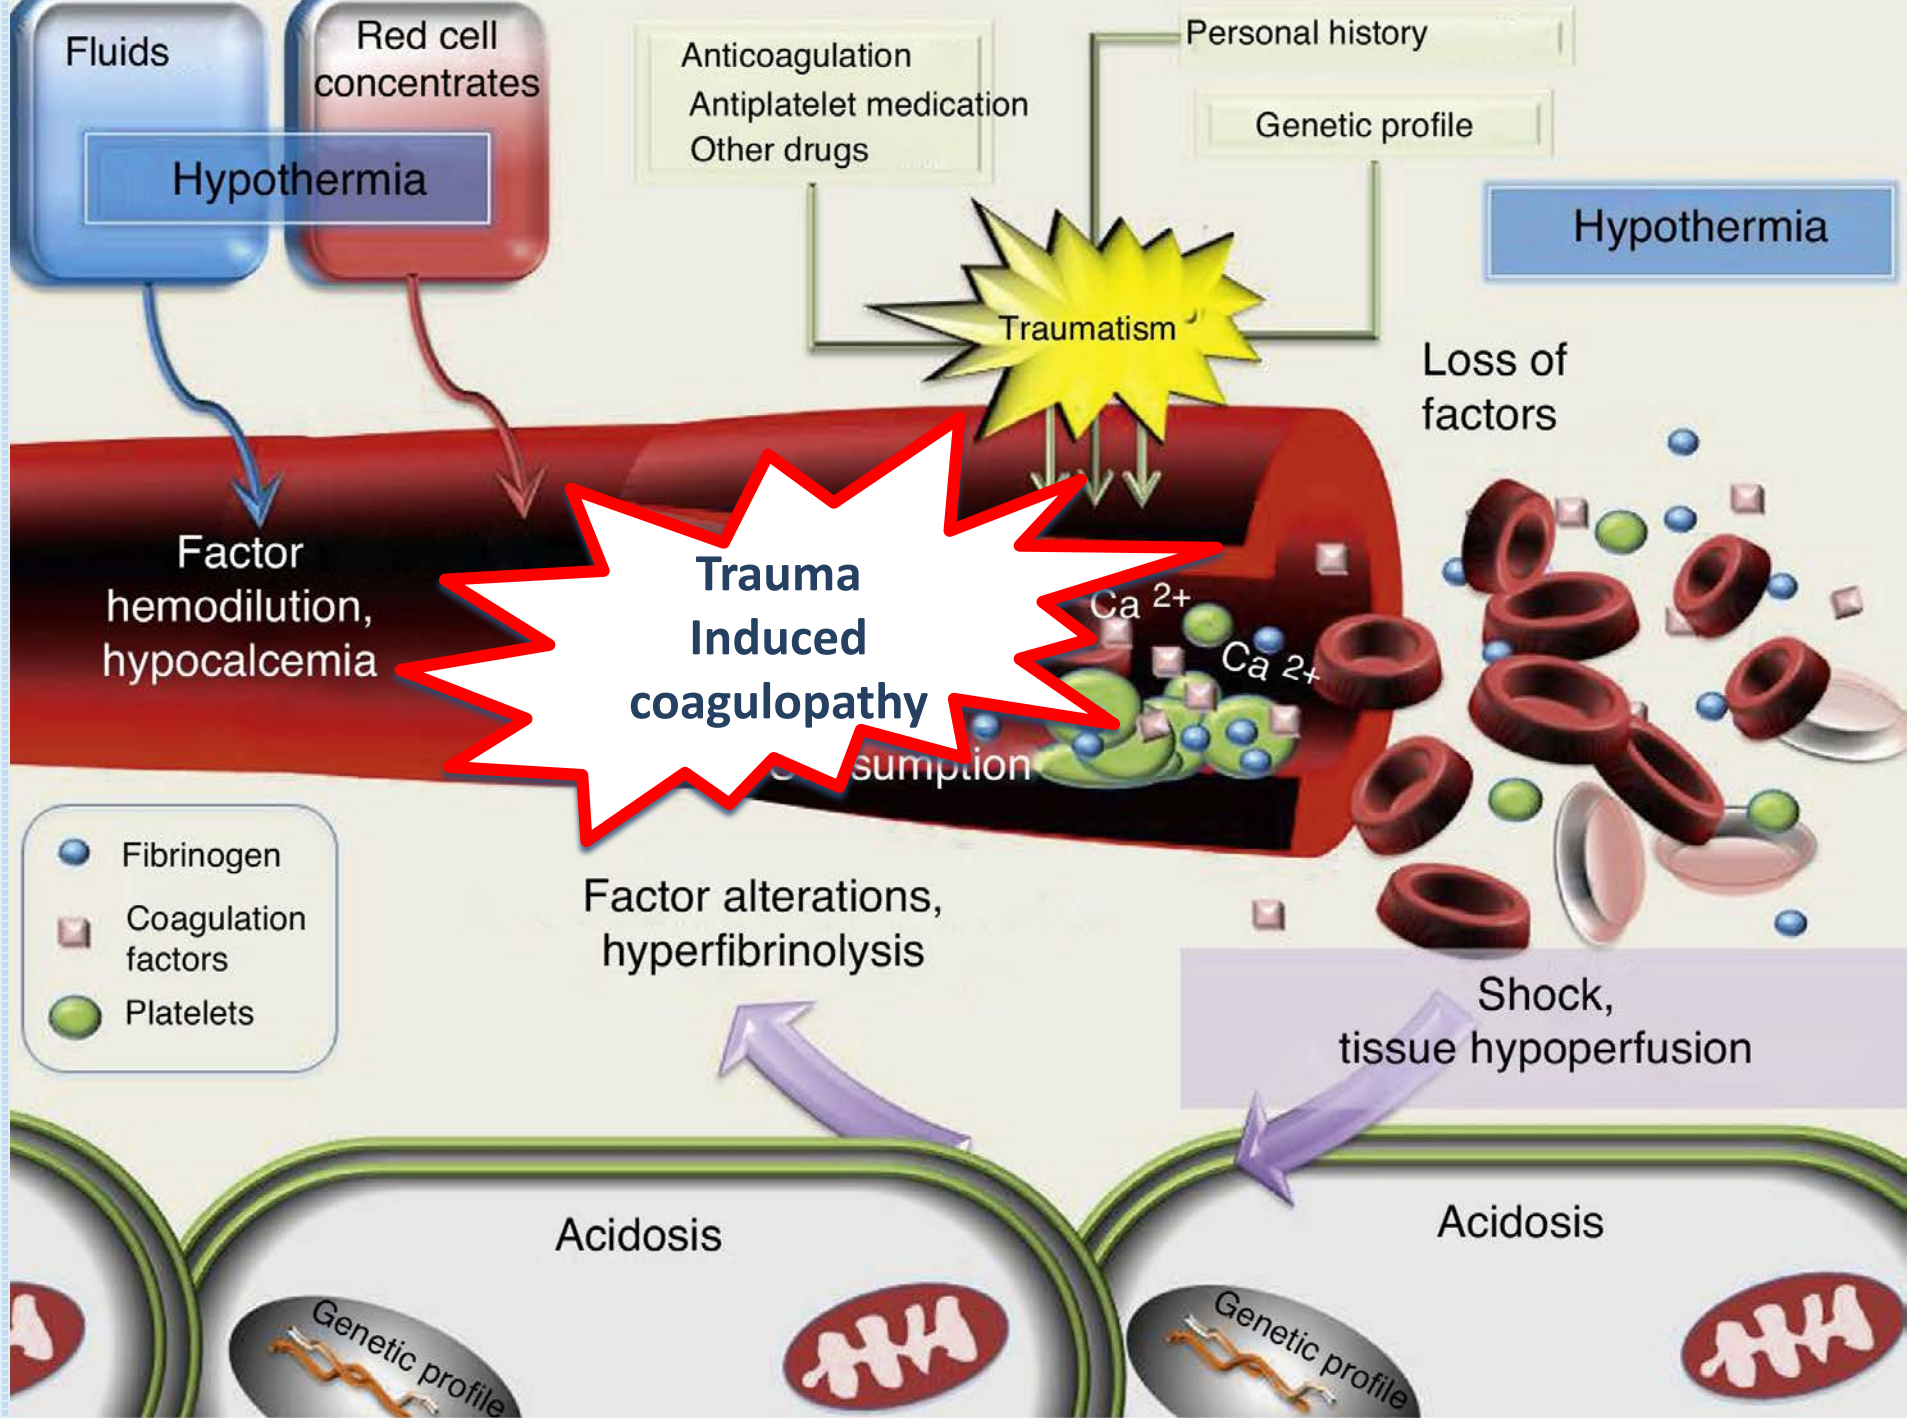 Fluids
Red cell
concentrates
Hypothermia
Anticoagulation
Antiplatelet medication
Other drugs
Personal history
Genetic profile
Hypothermia
Traumatism
Loss of
factors
Factor
hemodilution,
hypocalcemia
Trauma
Induced
coagulopathy
Ca 2+
Ca 2+
Fibrinogen
Coagulation
factors
Platelets
Factor alterations,
hyperfibrinolysis
Shock,
tissue hypoperfusion
Acidosis
Acidosis
Genetic profile
Genetic profile